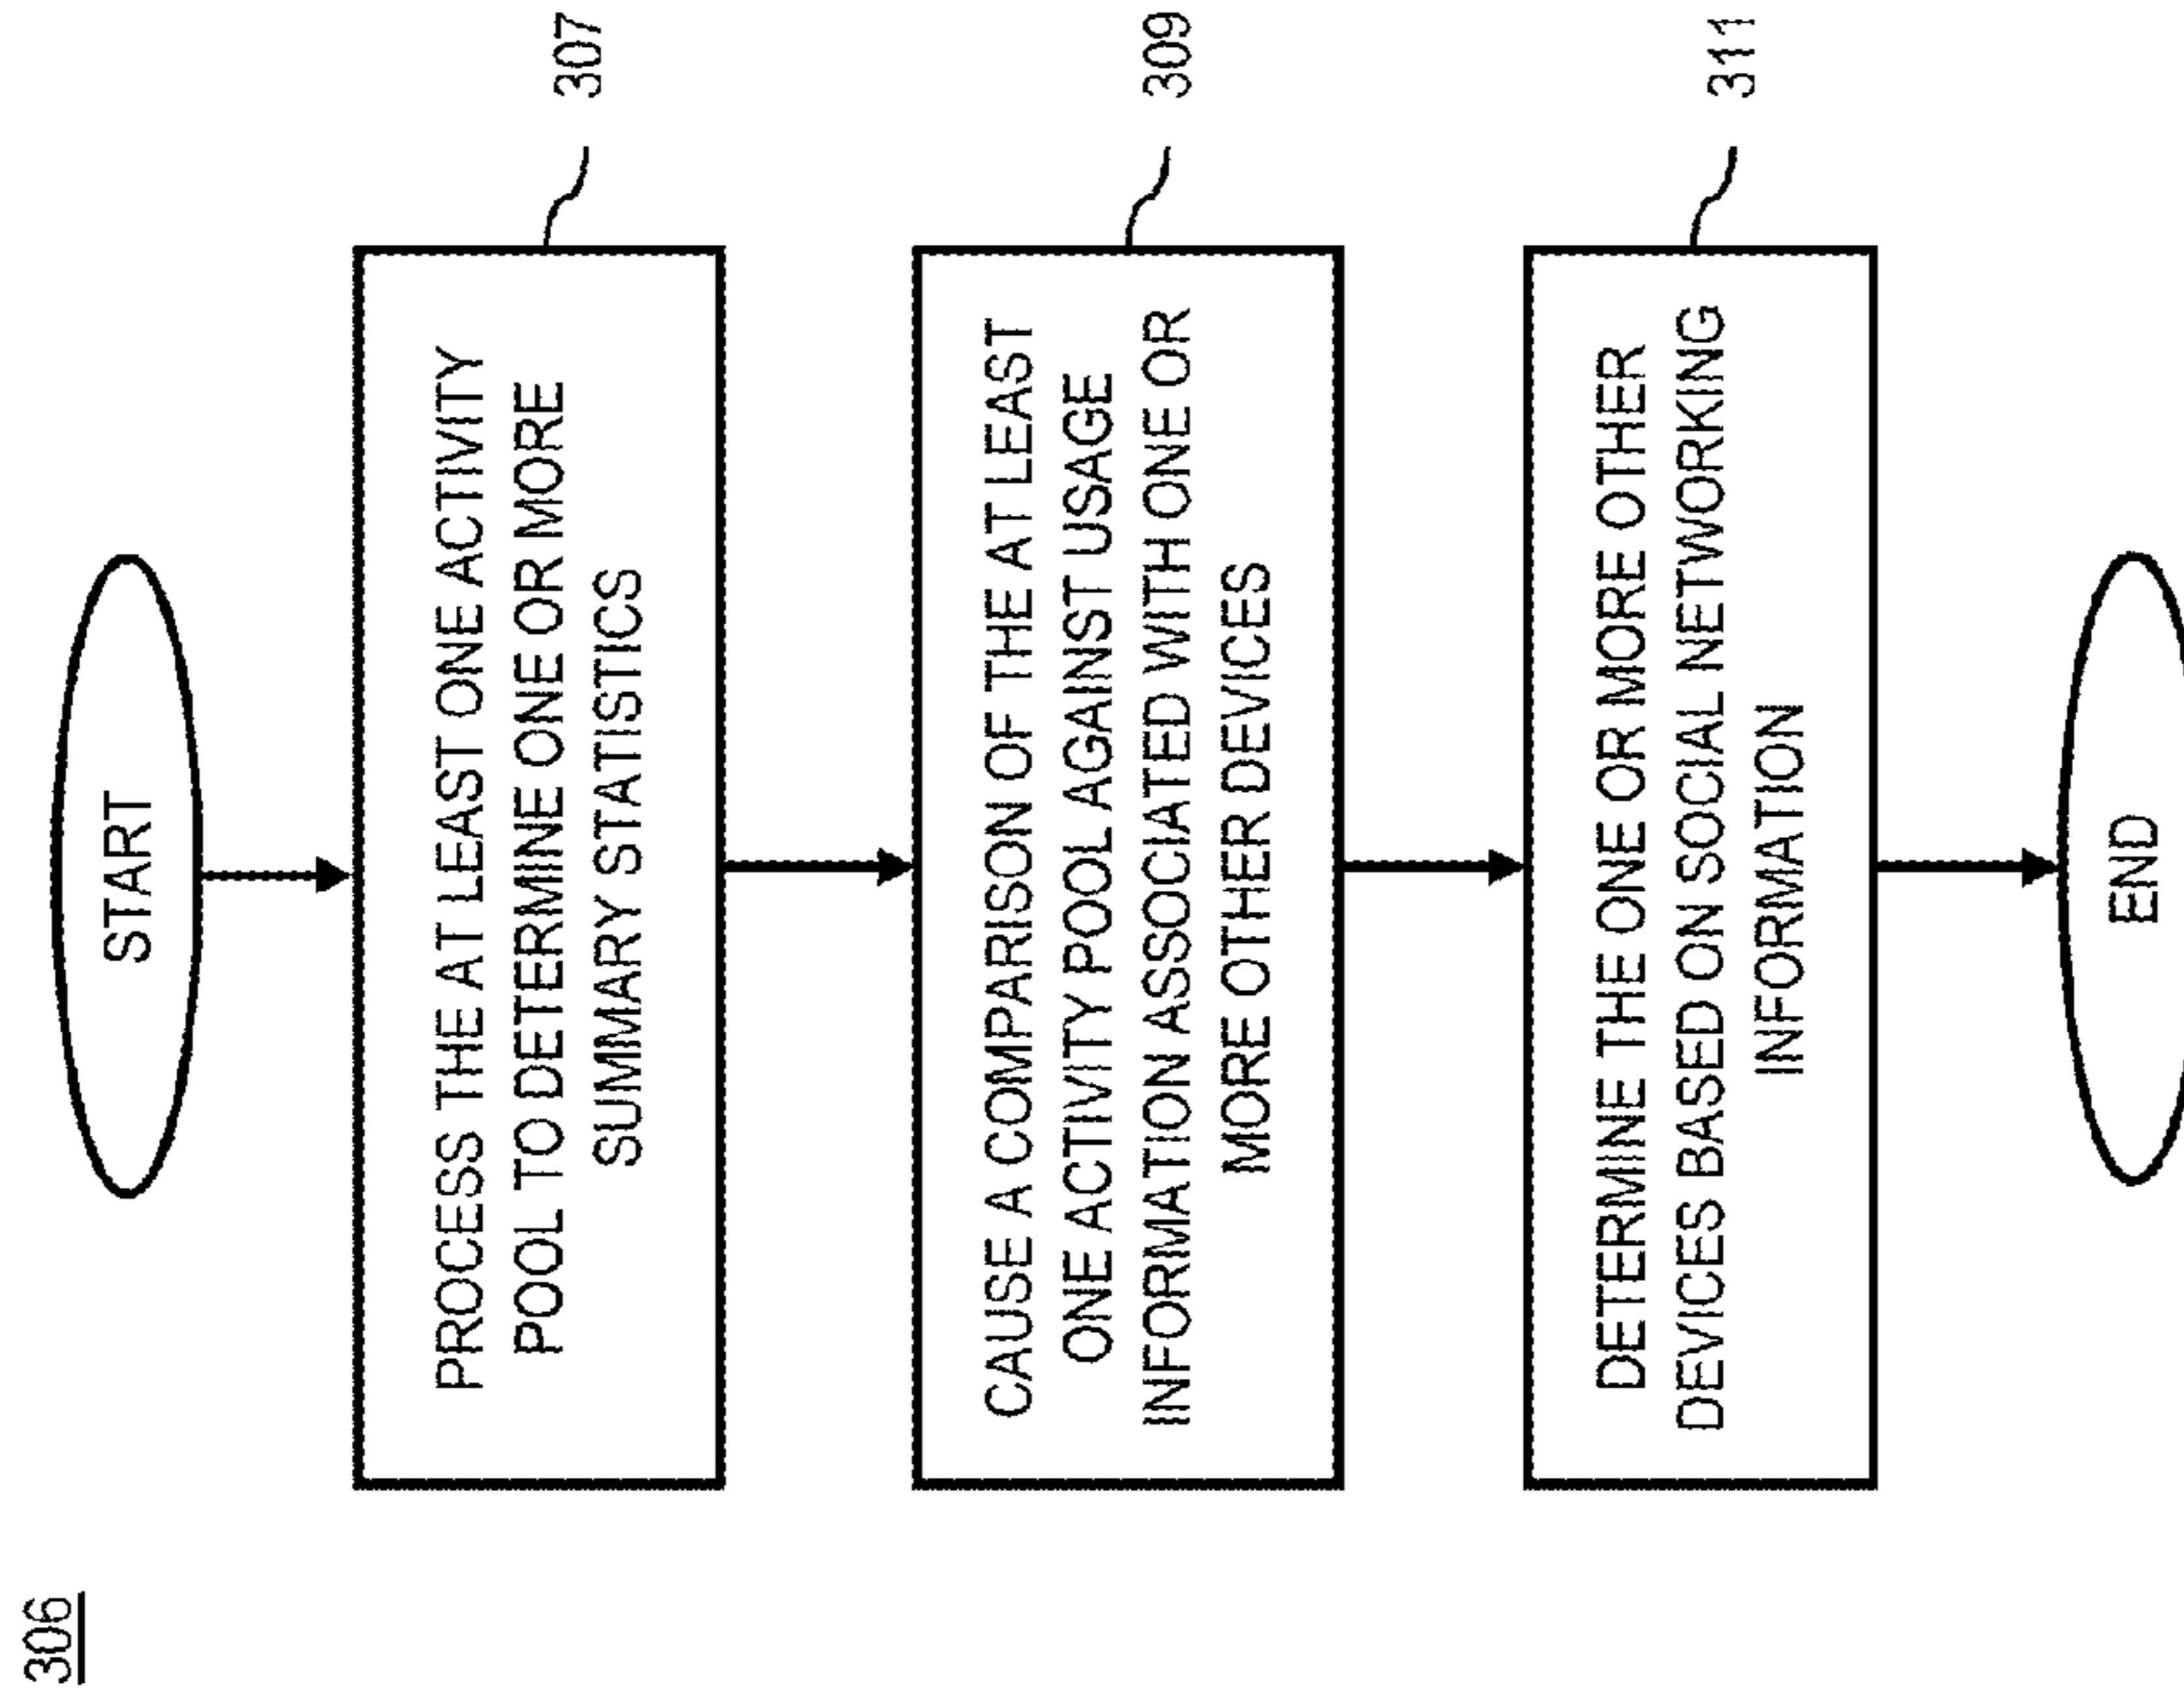 306
START
PROCESS THE AT LEAST ONE ACTIVITY
POOL TO DETERMINE ONE OR MORE
SUMMARY STATISTICS
307
CAUSE A COMPARISON OF THE AT LEAST
ONE ACTIVITY POOL AGAINST USAGE
INFORMATION ASSOCIATED WITH ONE OR
MORE OTHER DEVICES
309
DETERMINE THE ONE OR MORE OTHER
DEVICES BASED ON SOCIAL NETWORKING
INFORMATION
311
END